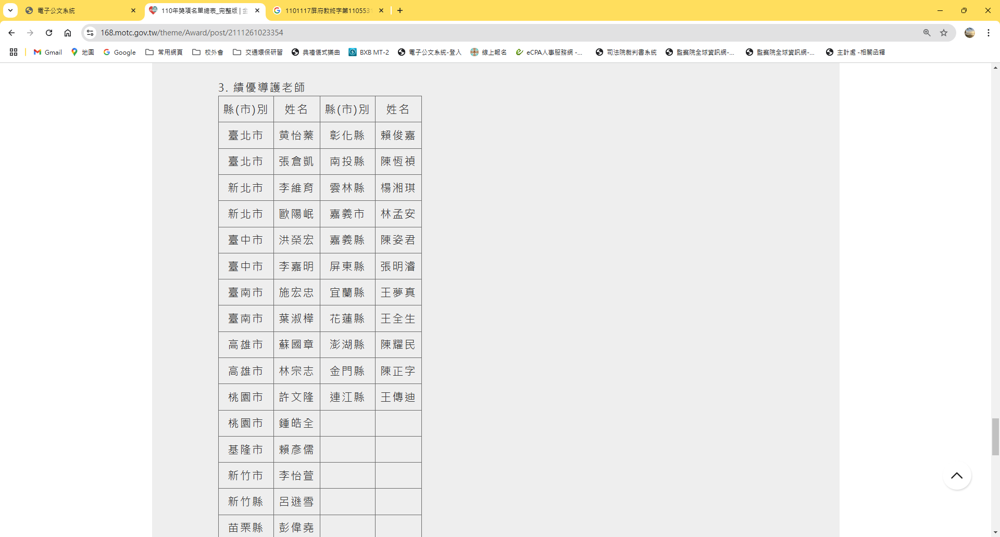 電子公文系統
110年獎項名單總表_完整版 | 金
1101117屏府教終字第110553
168.motc.gov.tw/theme/Award/post/2111261023354
Gmail
地圖
Google
常用網頁
校外會
交通環保研習
典禮儀式樂曲
BXB MT-2
電子公文系統-登入
線上報名
eCPA人事服務網 -...
司法院裁判書系統
監察院全球資訊網-...
監察院全球資訊網-...
主計處 -相關函釋
3. 績優導護老師
縣(市)別 姓名 縣(市)別 姓名
臺北市 黃怡蓁 彰化縣 賴俊嘉
臺北市 張倉凱 南投縣 陳恆禎
新北市 李維育 雲林縣 楊湘琪
新北市 歐陽岷 嘉義市 林孟安
臺中市 洪榮宏 嘉義縣 陳姿君
臺中市 李嘉明 屏東縣 張明濬
臺南市 施宏忠 宜蘭縣 王夢真
臺南市 葉淑樺 花蓮縣 王全生
高雄市 蘇國章 澎湖縣 陳耀民
高雄市 林宗志 金門縣 陳正字
桃園市 許文隆 連江縣 王傳迪
桃園市 鍾皓全
基隆市 賴彥儒
新竹市 李怡萱
新竹縣 呂遜雪
苗栗縣 彭偉堯